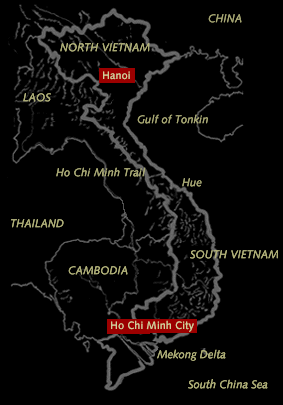 CHINA
NORTH VIETNAM
Hanoi
LAOS
Gulf of Tonkin
Ho Chi Minh Trail
Hue
THAILAND
SOUTH VIETNAM
CAMBODIA
Ho Chi Minh City
Mekong Delta
South China Sea